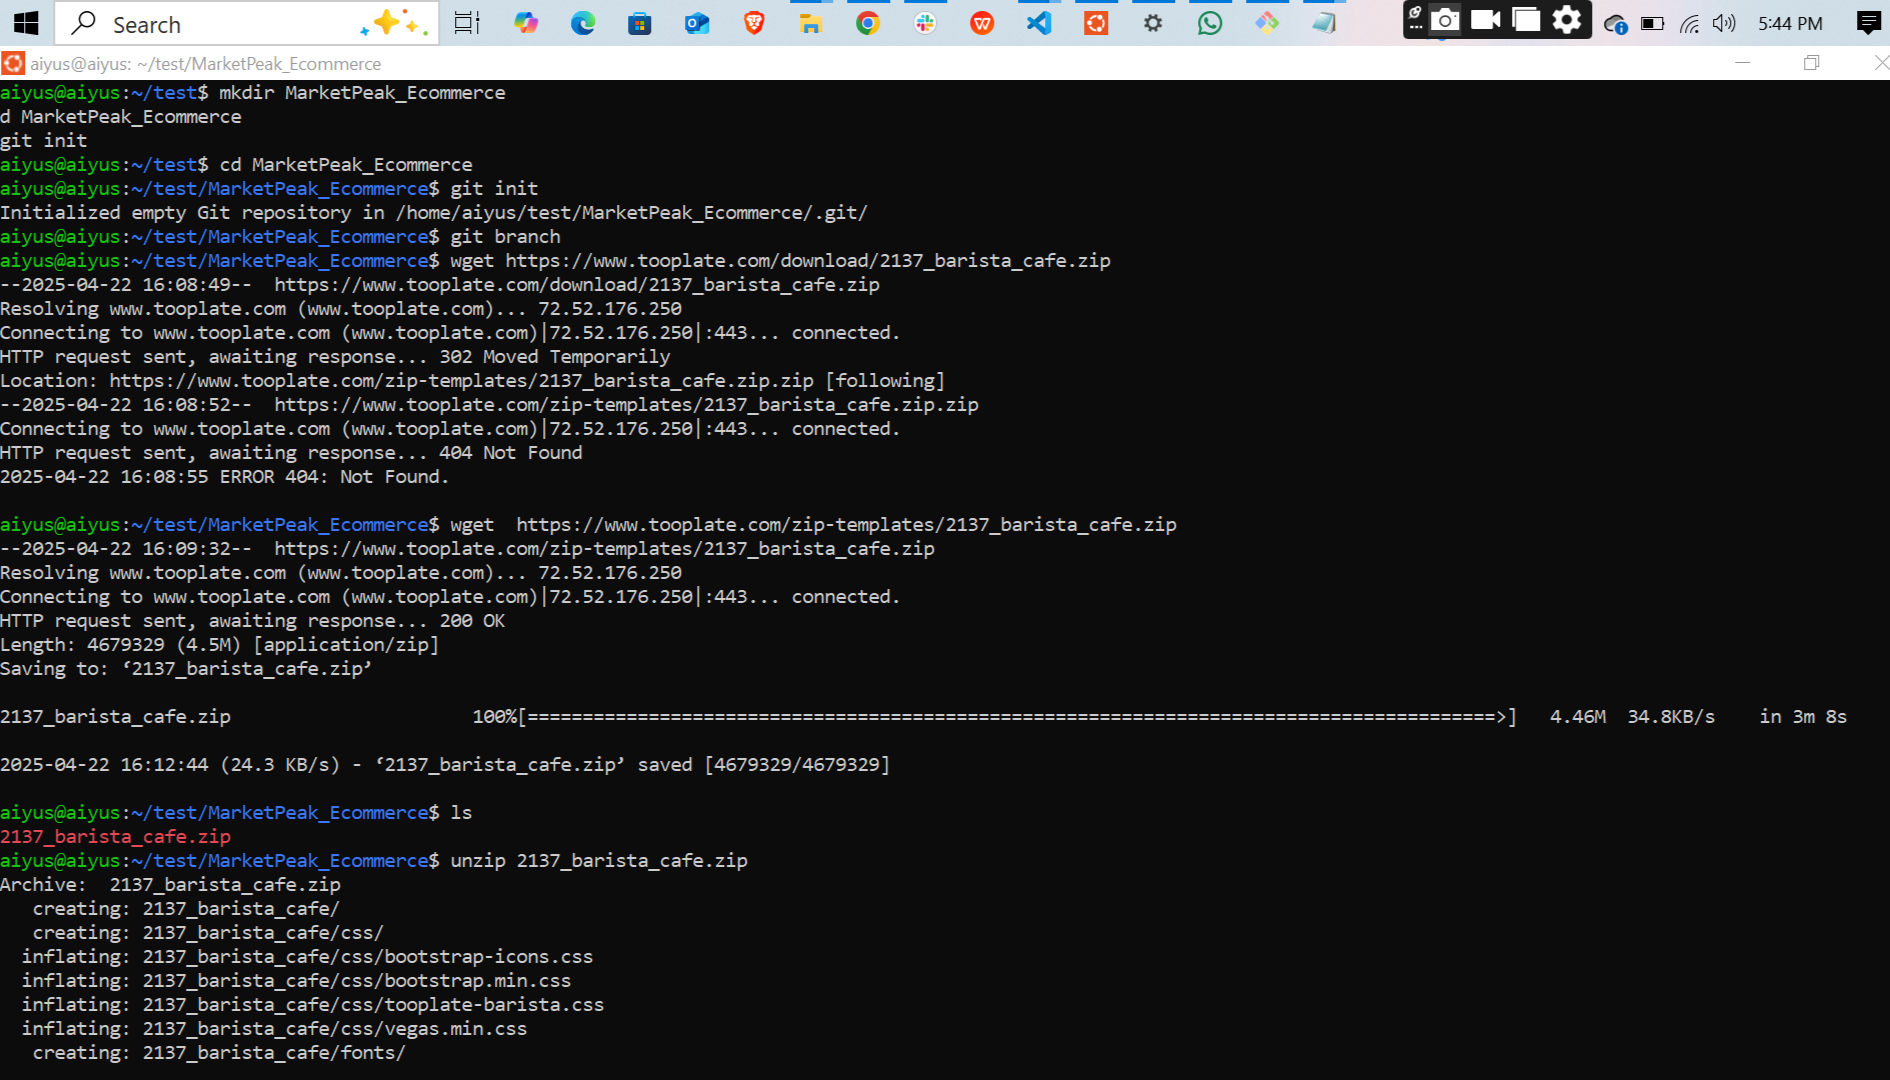 Search
5:44 PM
aiyus@aiyus: ~/test/MarketPeak_Ecommerce
aiyus@aiyus:~/test$ mkdir MarketPeak_Ecommerce
d MarketPeak_Ecommerce
git init
aiyus@aiyus:~/test$ cd MarketPeak_Ecommerce
aiyus@aiyus:~/test/MarketPeak_Ecommerce$ git init
Initialized empty Git repository in /home/aiyus/test/MarketPeak_Ecommerce/.git/
aiyus@aiyus:~/test/MarketPeak_Ecommerce$ git branch
aiyus@aiyus:~/test/MarketPeak_Ecommerce$ wget https://www.tooplate.com/download/2137_barista_cafe.zip
--2025-04-22 16:08:49--  https://www.tooplate.com/download/2137_barista_cafe.zip
Resolving www.tooplate.com (www.tooplate.com)... 72.52.176.250
Connecting to www.tooplate.com (www.tooplate.com)|72.52.176.250|:443... connected.
HTTP request sent, awaiting response... 302 Moved Temporarily
Location: https://www.tooplate.com/zip-templates/2137_barista_cafe.zip.zip [following]
--2025-04-22 16:08:52--  https://www.tooplate.com/zip-templates/2137_barista_cafe.zip.zip
Connecting to www.tooplate.com (www.tooplate.com)|72.52.176.250|:443... connected.
HTTP request sent, awaiting response... 404 Not Found
2025-04-22 16:08:55 ERROR 404: Not Found.
aiyus@aiyus:~/test/MarketPeak_Ecommerce$ wget  https://www.tooplate.com/zip-templates/2137_barista_cafe.zip
--2025-04-22 16:09:32--  https://www.tooplate.com/zip-templates/2137_barista_cafe.zip
Resolving www.tooplate.com (www.tooplate.com)... 72.52.176.250
Connecting to www.tooplate.com (www.tooplate.com)|72.52.176.250|:443... connected.
HTTP request sent, awaiting response... 200 OK
Length: 4679329 (4.5M) [application/zip]
Saving to: ‘2137_barista_cafe.zip’
2137_barista_cafe.zip 100%[========================================================================================>] 4.46M 34.8KB/s in 3m 8s
2025-04-22 16:12:44 (24.3 KB/s) - ‘2137_barista_cafe.zip’ saved [4679329/4679329]
aiyus@aiyus:~/test/MarketPeak_Ecommerce$ ls
2137_barista_cafe.zip
aiyus@aiyus:~/test/MarketPeak_Ecommerce$ unzip 2137_barista_cafe.zip
Archive:  2137_barista_cafe.zip
creating: 2137_barista_cafe/
creating: 2137_barista_cafe/css/
inflating: 2137_barista_cafe/css/bootstrap-icons.css
inflating: 2137_barista_cafe/css/bootstrap.min.css
inflating: 2137_barista_cafe/css/tooplate-barista.css
inflating: 2137_barista_cafe/css/vegas.min.css
creating: 2137_barista_cafe/fonts/